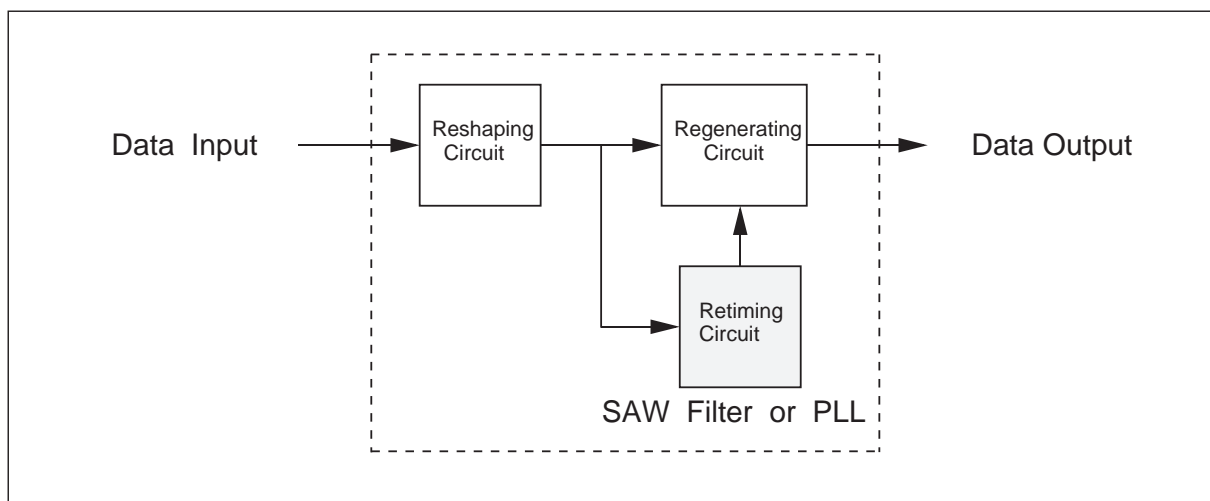 Data Input
Reshaping
Circuit
Regenerating
Circuit
Data Output
Retiming
Circuit
SAW Filter or PLL